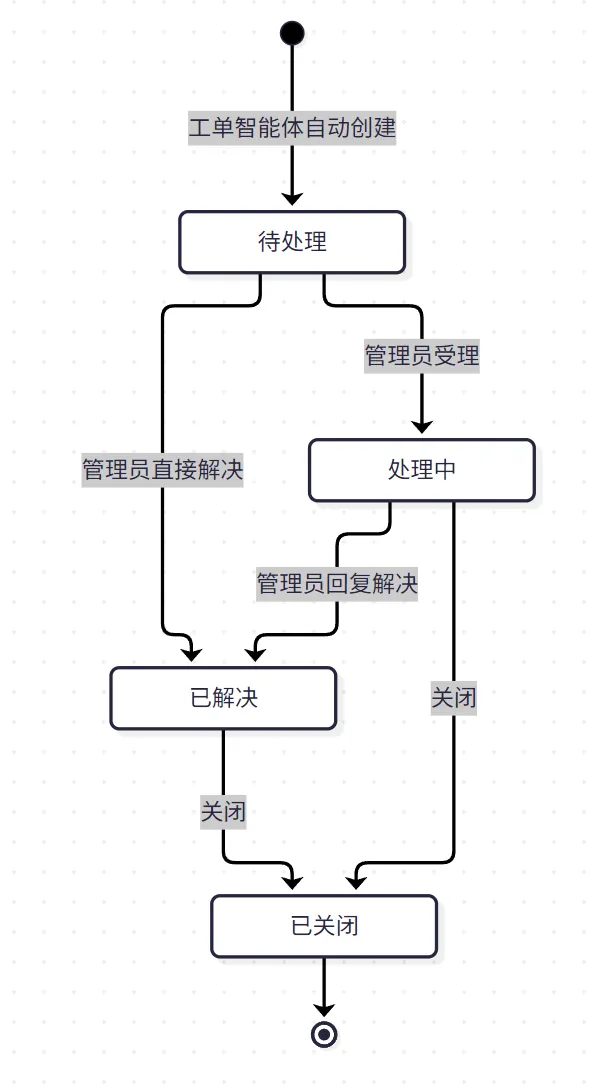 工单智能体自动创建
待处理
管理员受理
管理员直接解决
处理中
管理员回复解决
已解决
关闭
关闭
已关闭